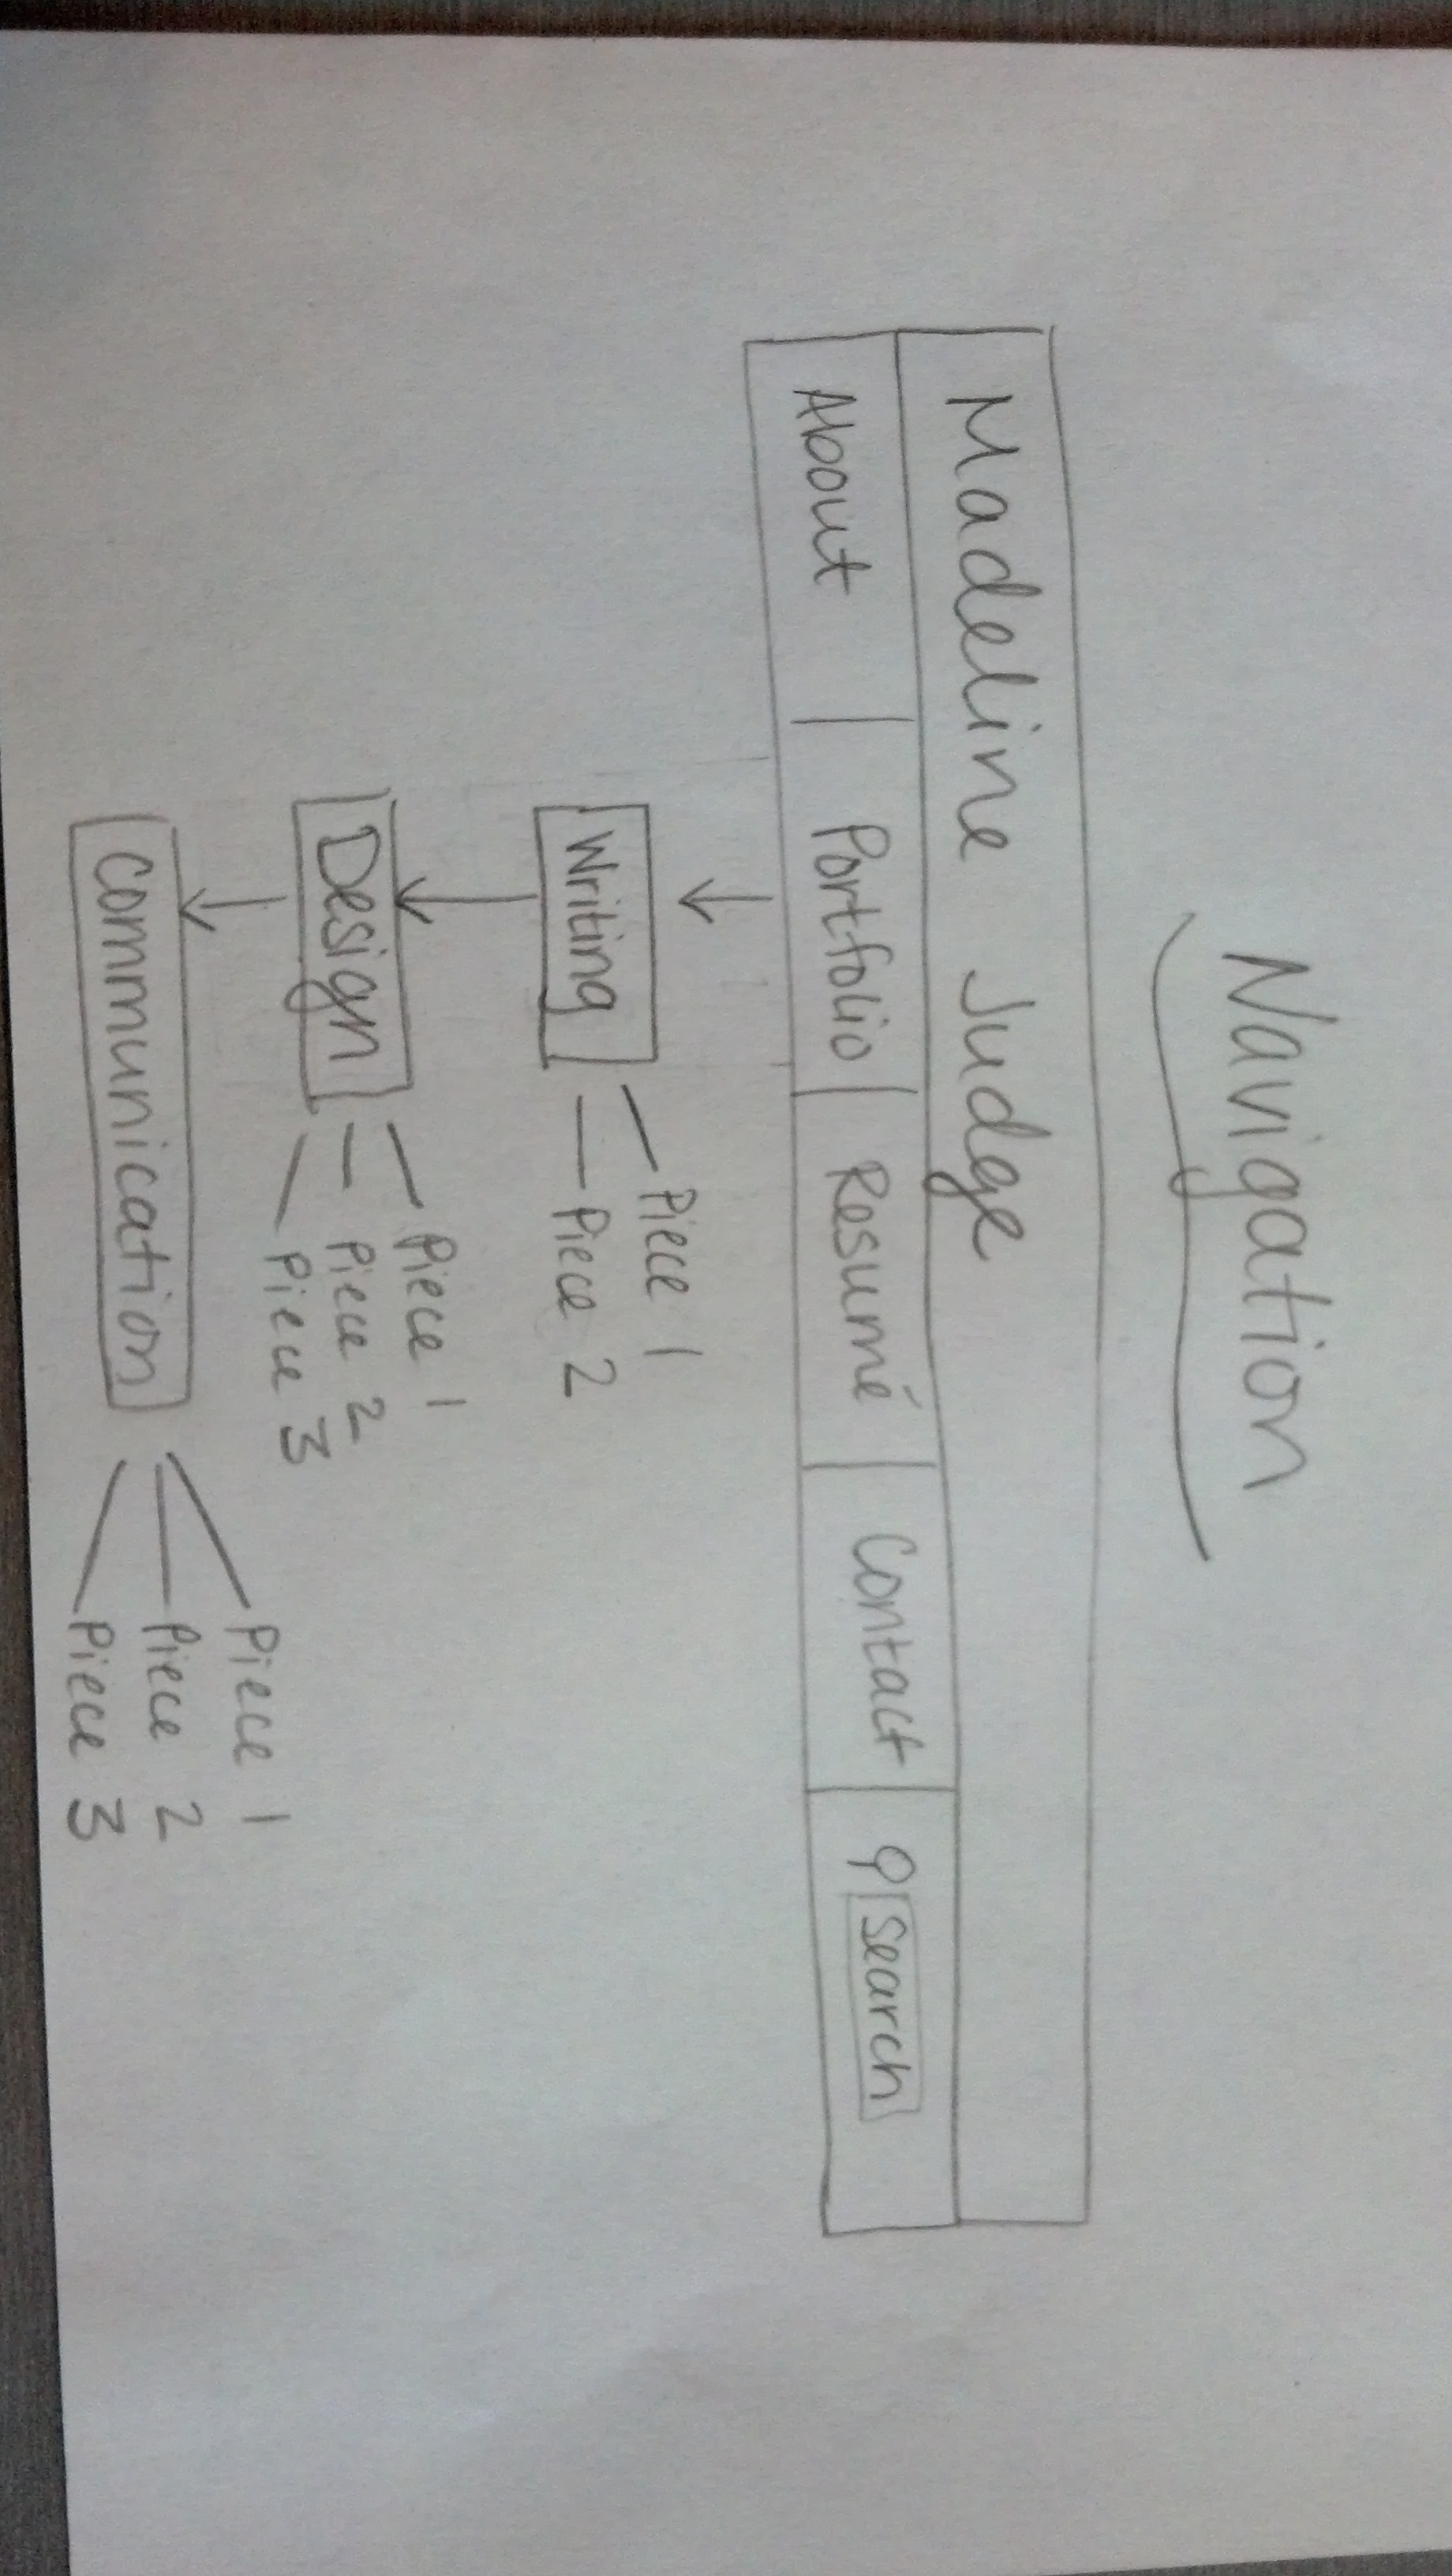 Navigation
Madeline Judge
About | Portfolio | Resumé | Contact | Search
Writing
Piece 1
Piece 2
Design
Piece 1
Piece 2
Piece 3
Communication
Piece 1
Piece 2
Piece 3